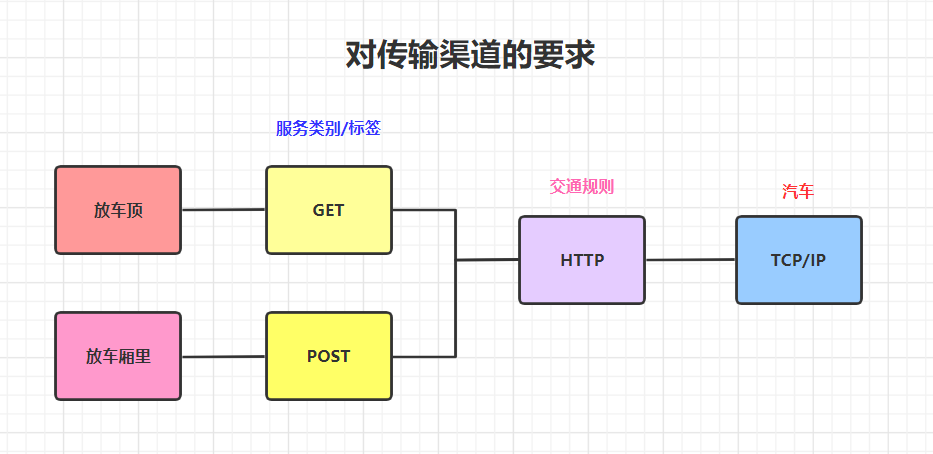 对传输渠道的要求
服务类别/标签
交通规则
汽车
放车顶
GET
HTTP
TCP/IP
放车厢里
POST